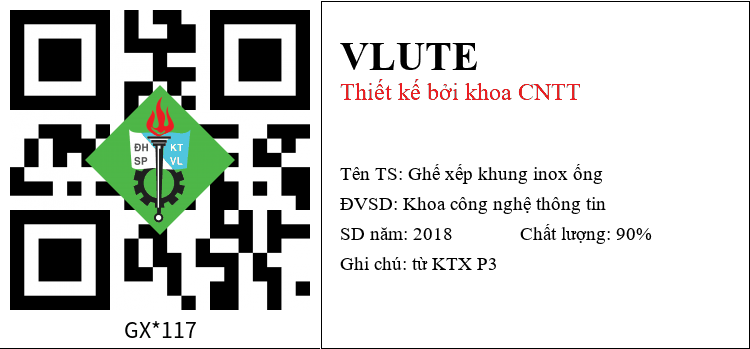 ĐH KT
SP VL
GX*117
VLUTE
Thiết kế bởi khoa CNTT
Tên TS: Ghế xếp khung inox ống
ĐVSD: Khoa công nghệ thông tin
SD năm: 2018 Chất lượng: 90%
Ghi chú: từ KTX P3